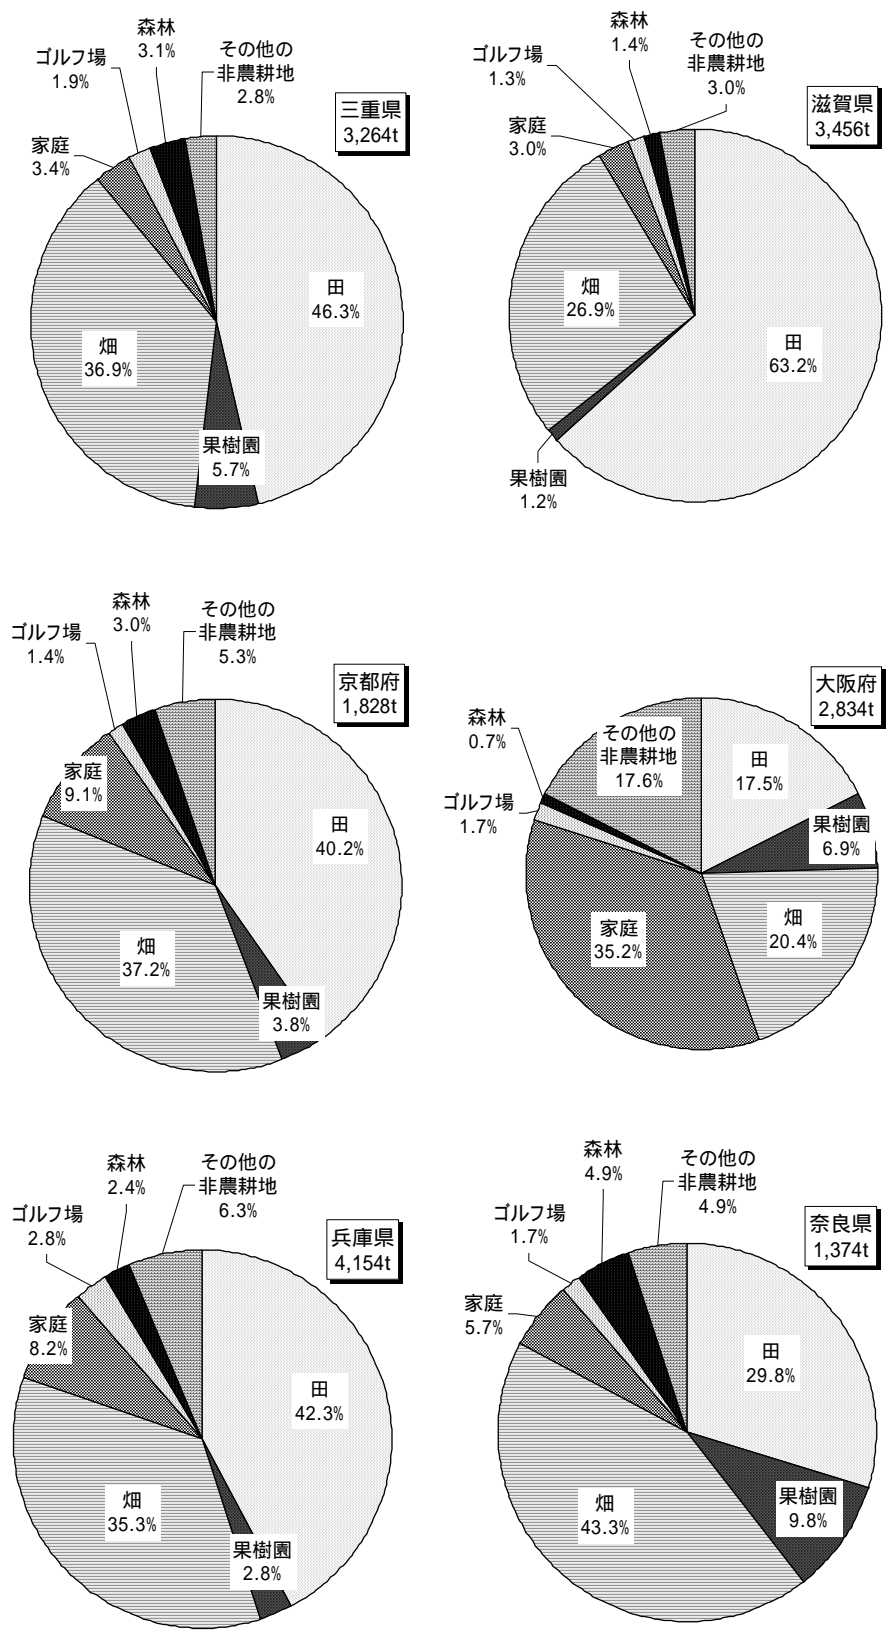 三重県
3,264t
森林
3.1%
その他の
非農耕地
2.8%
ゴルフ場
1.9%
家庭
3.4%
田
46.3%
畑
36.9%
果樹園
5.7%
滋賀県
3,456t
森林
1.4%
その他の
非農耕地
3.0%
ゴルフ場
1.3%
家庭
3.0%
畑
26.9%
田
63.2%
果樹園
1.2%
京都府
1,828t
森林
3.0%
その他の
非農耕地
5.3%
ゴルフ場
1.4%
家庭
9.1%
田
40.2%
畑
37.2%
果樹園
3.8%
大阪府
2,834t
森林
0.7%
その他の
非農耕地
17.6%
田
17.5%
ゴルフ場
1.7%
果樹園
6.9%
家庭
35.2%
畑
20.4%
兵庫県
4,154t
森林
2.4%
その他の
非農耕地
6.3%
ゴルフ場
2.8%
家庭
8.2%
田
42.3%
畑
35.3%
果樹園
2.8%
奈良県
1,374t
森林
4.9%
その他の
非農耕地
4.9%
ゴルフ場
1.7%
家庭
5.7%
田
29.8%
畑
43.3%
果樹園
9.8%